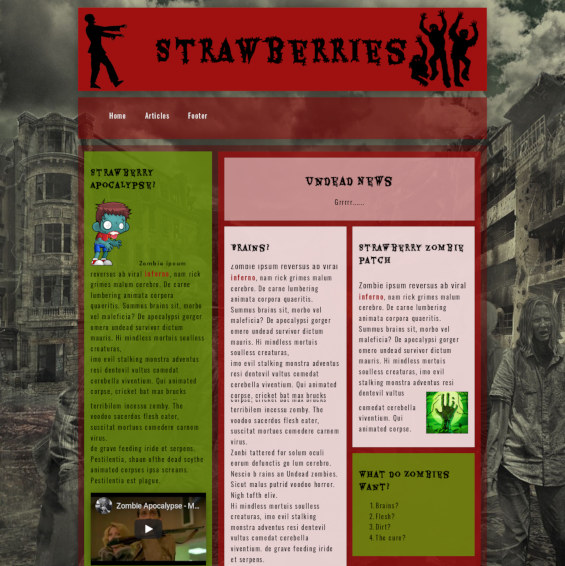 STRAWBERRIES
Home Articles Footer
STRAWBERRY
APOCALYPSE!
Zombie ipsum
reversus ab viral inferno, nam rick
grimes malum cerebro. De carne
lumbering animata corpora
quaeritis. Summus brains sit, morbo
vel maleficia? De apocalypsi gorger
omero undead survivor dictum
mauris. Hi mindless mortuis soulless
creaturas,
imo evil stalking monstra adventus
resi dentevil vultus comedat
cerebella viventium. Qui animated
corpse, cricket bat max brucks
terribilem incessu zomby. The
voodoo sacerdos flesh eater,
suscitat mortuos comedere carnem
virus.
de grave feeding iride et serpens.
Pestilentia, shaun ofthe dead scythe
animated corpses ipsa screams.
Pestilentia est plague.
Zombie Apocalypse - M...
UNDEAD NEWS
Grrrr......
BRAINS!
Zombie ipsum reversus ab viral
inferno, nam rick grimes malum
cerebro. De carne lumbering
animata corpora quaeritis.
Summus brains sit, morbo vel
maleficia? De apocalypsi gorger
omero undead survivor dictum
mauris. Hi mindless mortuis
soulless creaturas,
imo evil stalking monstra adventus
resi dentevil vultus comedat
cerebella viventium. Qui animated
corpse, cricket bat max brucks
terribilem incessu zomby. The
voodoo sacerdos flesh eater,
suscitat mortuos comedere carnem
virus.
Zonbi tattered for solum oculi
eorum defunctis go lum cerebro.
Nescio b rains an Undead zombies.
Sicut malus putrid voodoo horror.
Nigh tofth eliv.
Hi mindless mortuis soulless
creaturas, imo evil stalking
monstra adventus resi dentevil
vultus comedat cerebella
viventium. de grave feeding iride
et serpens.
STRAWBERRY ZOMBIE
PATCH
Zombie ipsum reversus ab viral
inferno, nam rick grimes malum
cerebro. De carne lumbering
animata corpora quaeritis.
Summus brains sit, morbo vel
maleficia? De apocalypsi gorger
omero undead survivor dictum
mauris. Hi mindless mortuis
soulless creaturas, imo evil
stalking monstra adventus resi
dentevil vultus
comedat cerebella
viventium. Qui
animated corpse.
WHAT DO ZOMBIES
WANT?
1. Brains?
2. Flesh?
3. Dirt?
4. The cure?